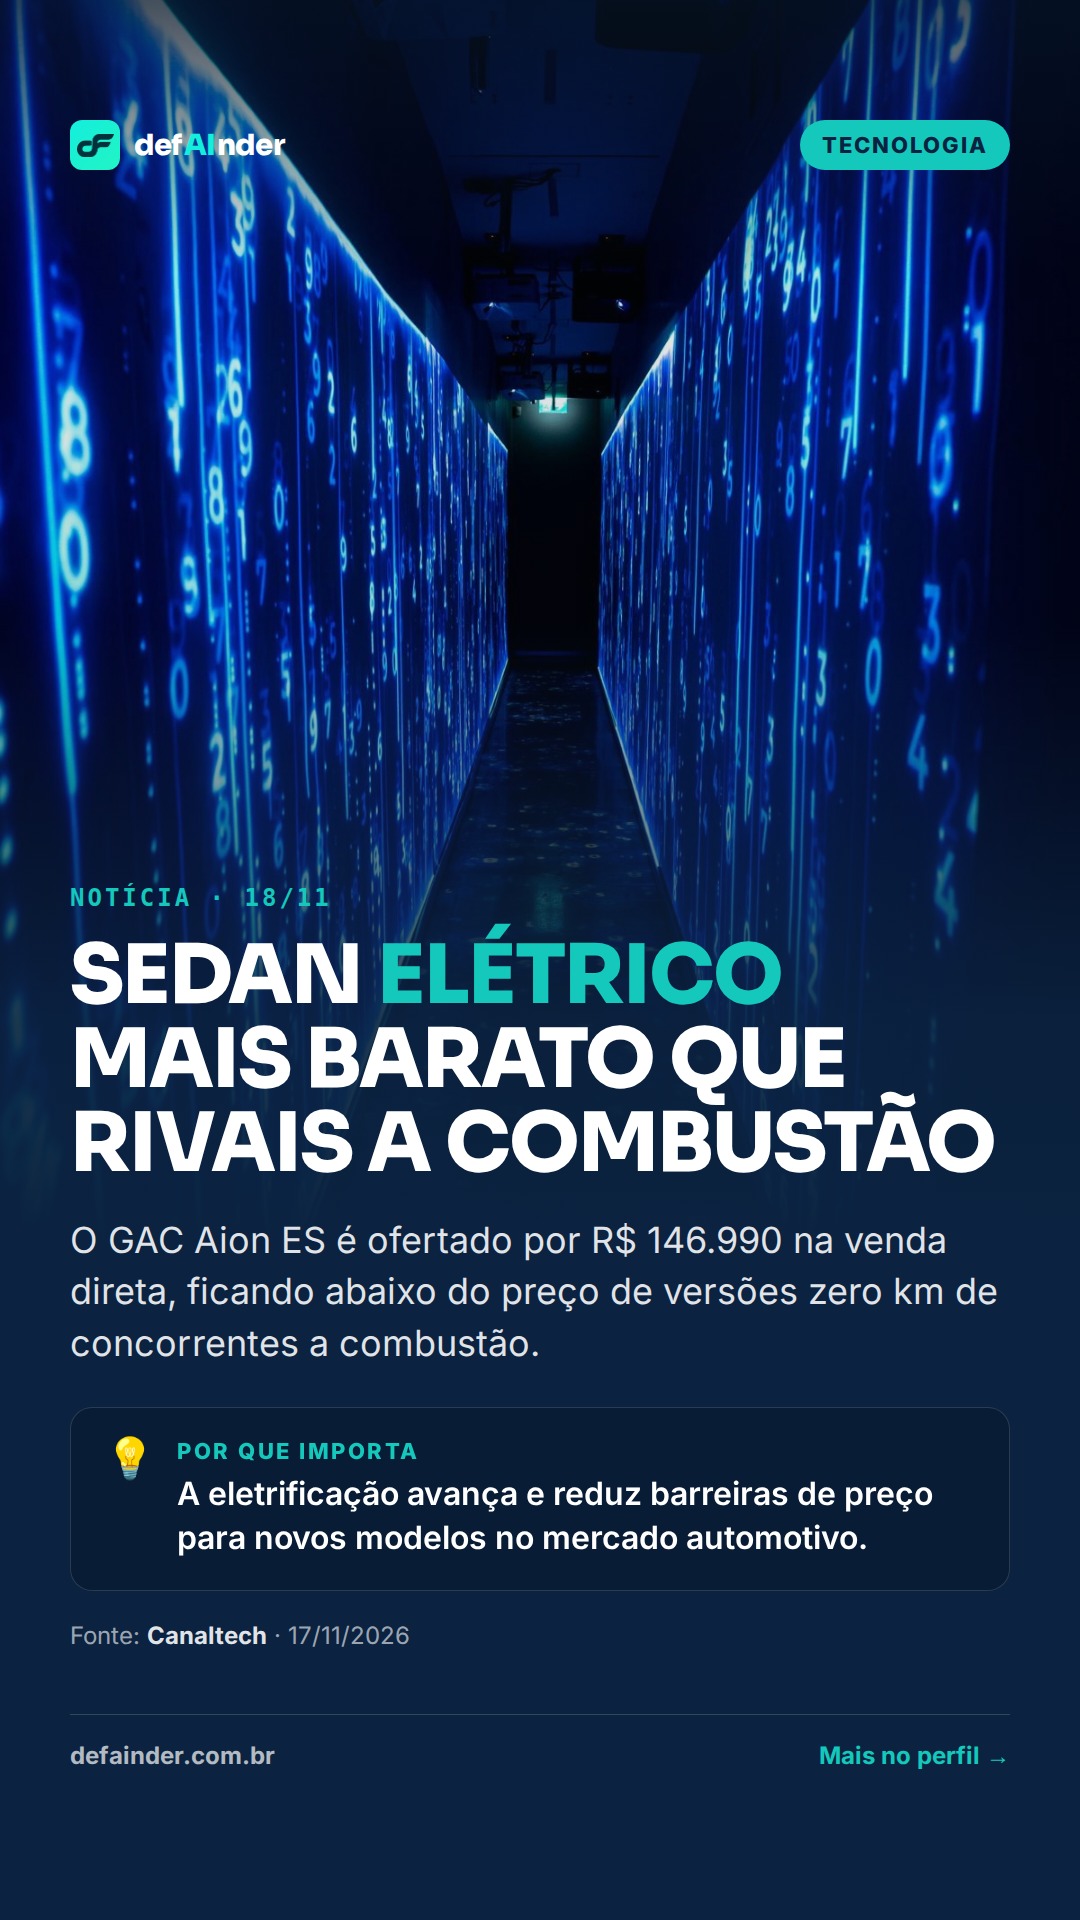 defAInder
TECNOLOGIA
NOTÍCIA · 18/11
SEDAN ELÉTRICO
MAIS BARATO QUE
RIVAIS A COMBUSTÃO
O GAC Aion ES é ofertado por R$ 146.990 na venda
direta, ficando abaixo do preço de versões zero km de
concorrentes a combustão.
POR QUE IMPORTA
A eletrificação avança e reduz barreiras de preço
para novos modelos no mercado automotivo.
Fonte: Canaltech · 17/11/2026
defainder.com.br
Mais no perfil →